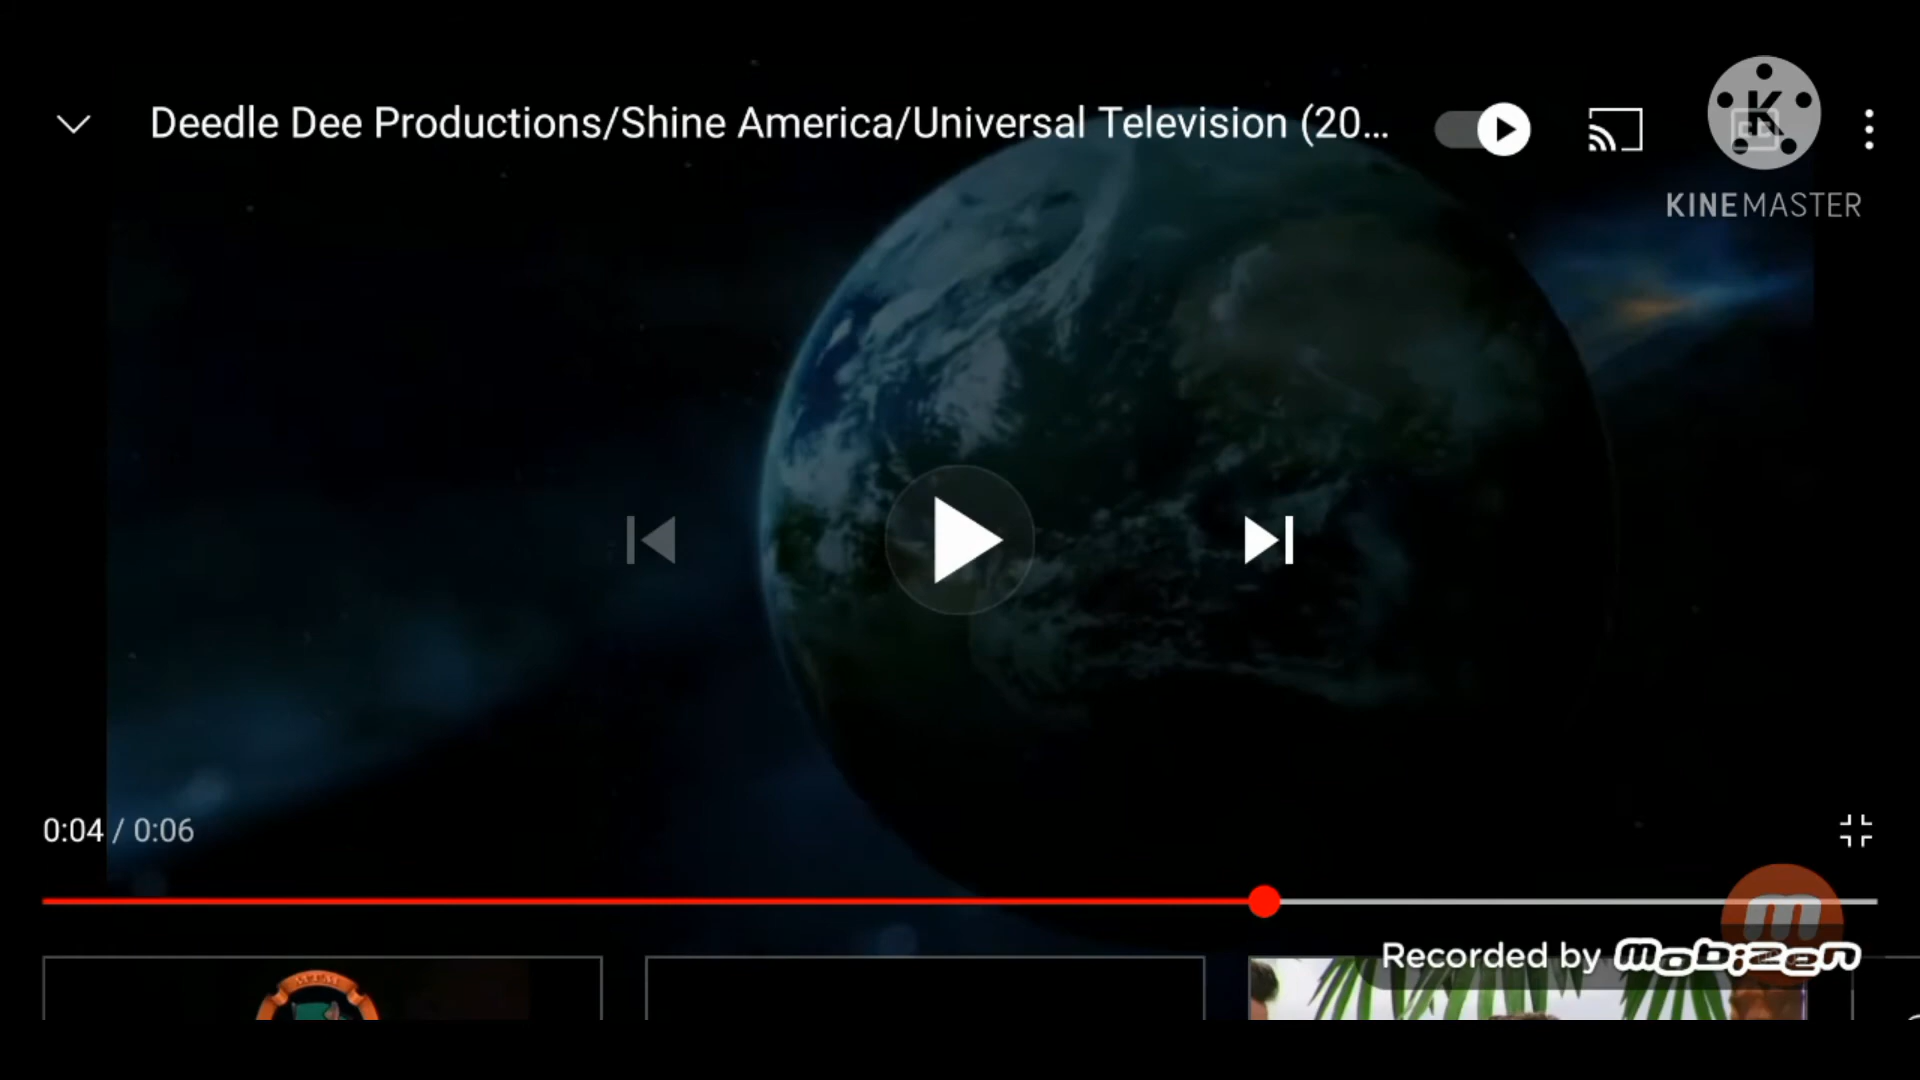 Deedle Dee Productions/Shine America/Universal Television (20...
K
KINEMASTER
0:04 / 0:06
m
Recorded by mobizen